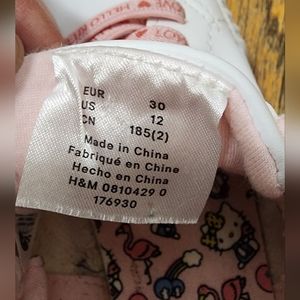 EUR 30
US 12
CN 185(2)
Made in China
Fabriqué en Chine
Hecho en China
H&M 0810429 0
176930